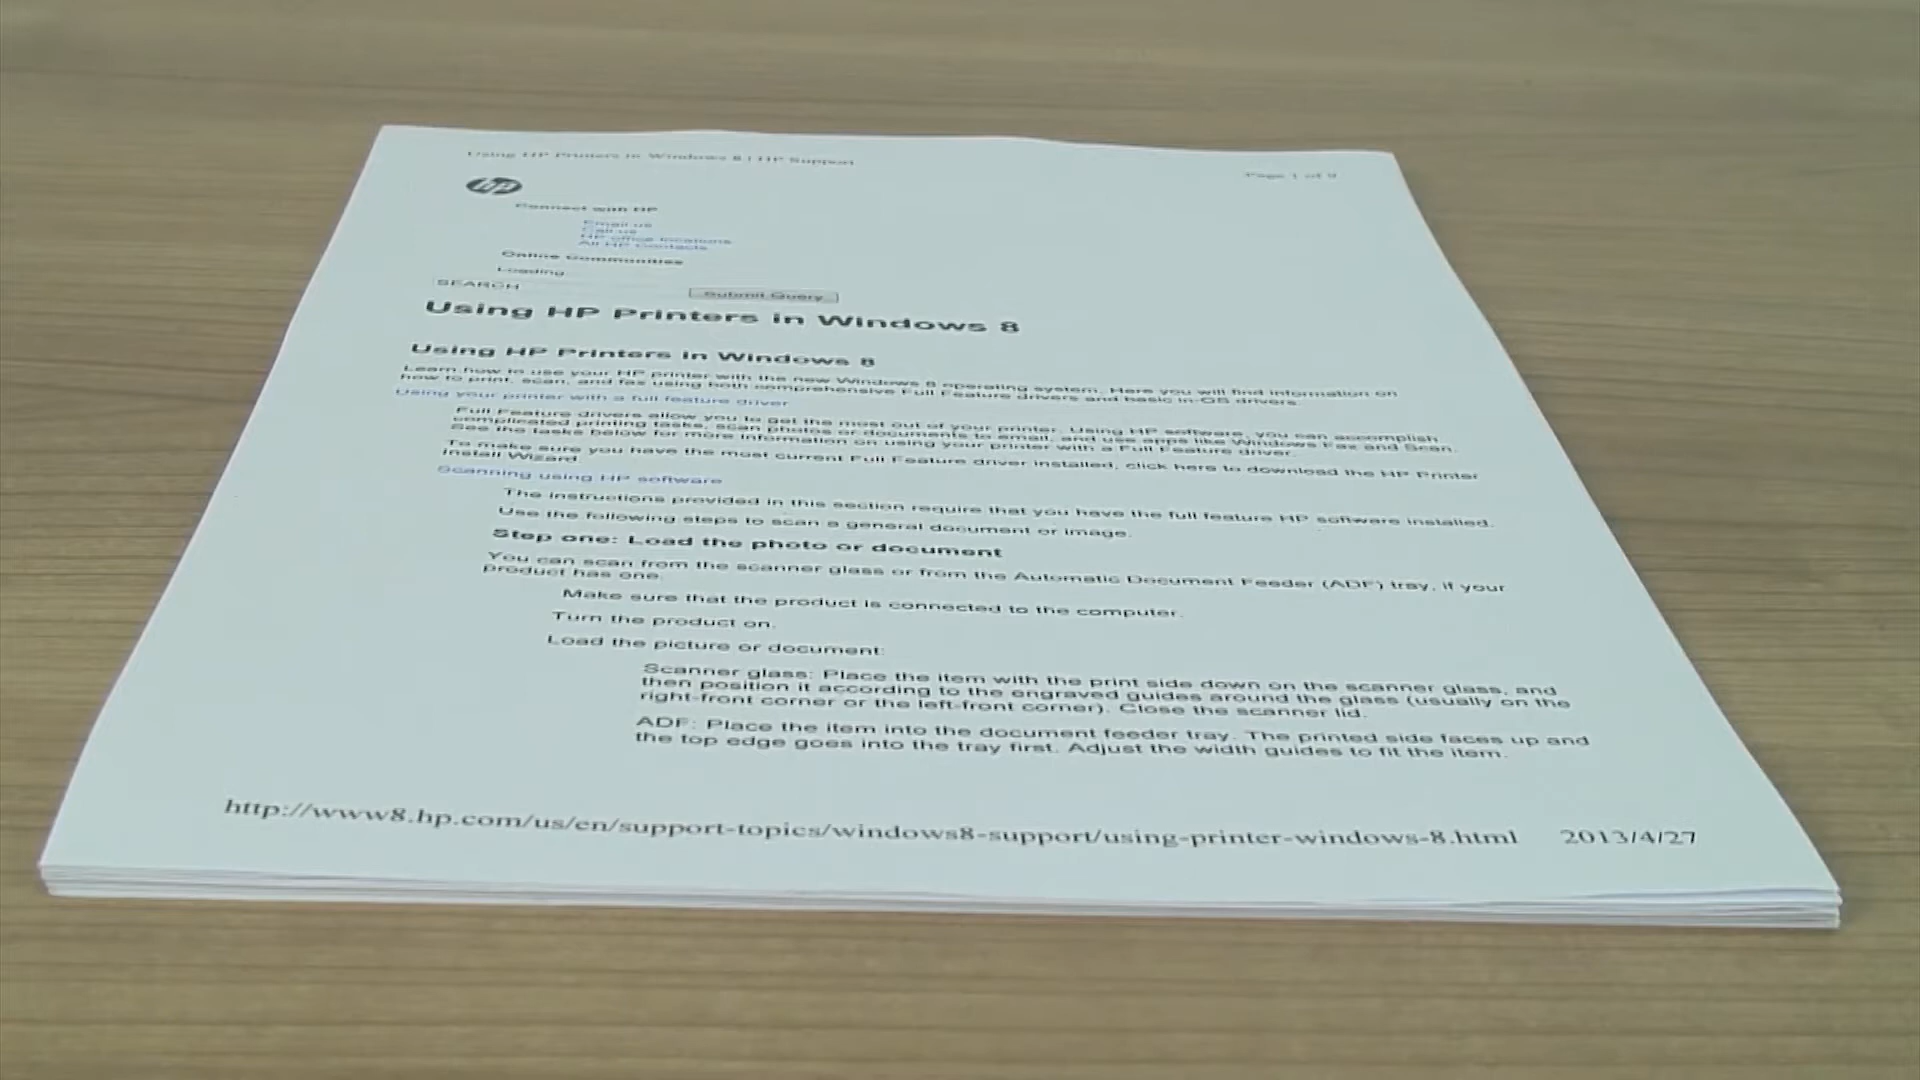 Using HP Printers in Windows 8 | HP Support
Page 1 of 9
hp
Connect with HP
Email us
Call us
HP office locations
All HP Contacts
Online Communities
Loading
SEARCH
Submit Query
Using HP Printers in Windows 8
Using HP Printers in Windows 8
Learn how to use your HP printer with the new Windows 8 operating system. Here you will find information on
how to print, scan, and fax using both comprehensive Full Feature drivers and basic in-OS drivers.
Using your printer with a full feature driver
Full Feature drivers allow you to get the most out of your printer. Using HP software, you can accomplish
complicated printing tasks, scan photos or documents to email, and use apps like Windows Fax and Scan.
See the tasks below for more information on using your printer with a Full Feature driver.
To make sure you have the most current Full Feature driver installed, click here to download the HP Printer
Install Wizard.
Scanning using HP software
The instructions provided in this section require that you have the full feature HP software installed.
Use the following steps to scan a general document or image.
Step one: Load the photo or document
You can scan from the scanner glass or from the Automatic Document Feeder (ADF) tray, if your
product has one.
Make sure that the product is connected to the computer.
Turn the product on.
Load the picture or document:
Scanner glass: Place the item with the print side down on the scanner glass, and
then position it according to the engraved guides around the glass (usually on the
right-front corner or the left-front corner). Close the scanner lid.
ADF: Place the item into the document feeder tray. The printed side faces up and
the top edge goes into the tray first. Adjust the width guides to fit the item.
http://www8.hp.com/us/en/support-topics/windows8-support/using-printer-windows-8.html 2013/4/27